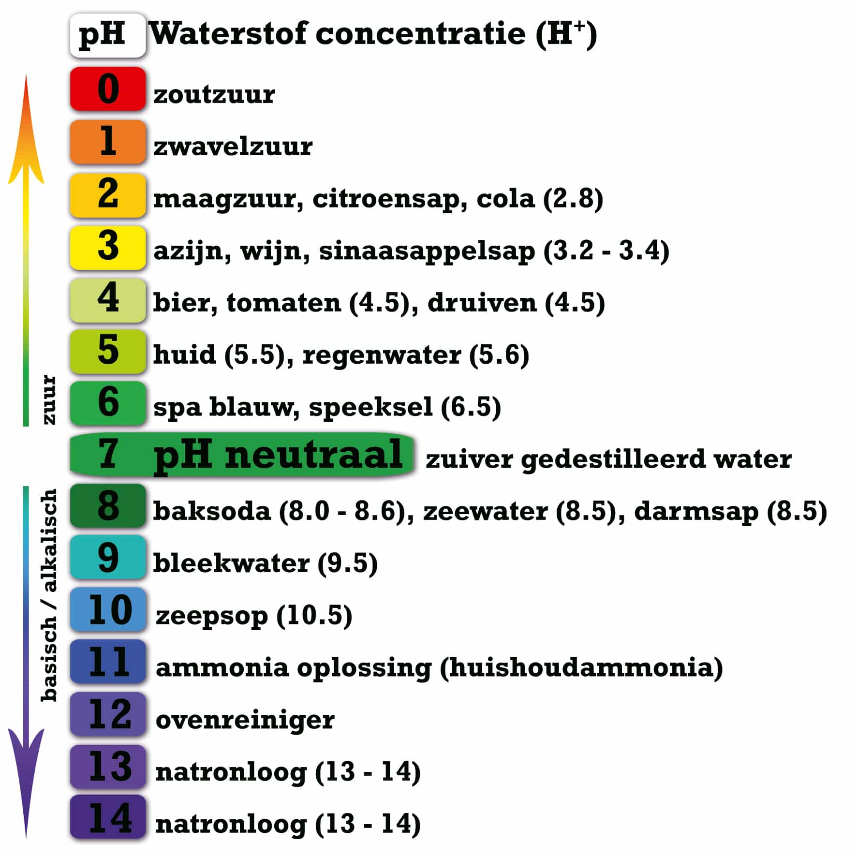 pH Waterstof concentratie (H⁺)
0 zoutzuur
1 zwavelzuur
2 maagzuur, citroensap, cola (2.8)
3 azijn, wijn, sinaasappelsap (3.2 - 3.4)
4 bier, tomaten (4.5), druiven (4.5)
5 huid (5.5), regenwater (5.6)
6 spa blauw, speeksel (6.5)
zuur
7 pH neutraal zuiver gedestilleerd water
8 baksoda (8.0 - 8.6), zeewater (8.5), darmsap (8.5)
9 bleekwater (9.5)
10 zeepsop (10.5)
11 ammonia oplossing (huishoudammonia)
12 ovenreiniger
13 natronloog (13 - 14)
14 natronloog (13 - 14)
basisch / alkalisch